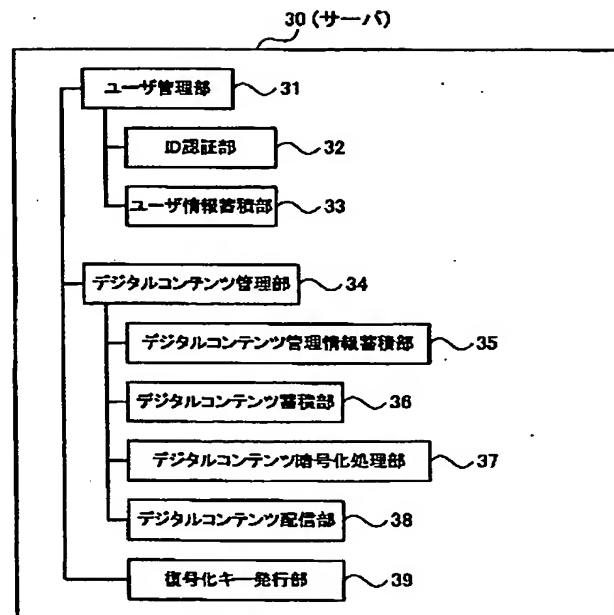 30(サーバ)
ユーザ管理部 31
ID認証部 32
ユーザ情報蓄積部 33
デジタルコンテンツ管理部 34
デジタルコンテンツ管理情報蓄積部 35
デジタルコンテンツ蓄積部 36
デジタルコンテンツ暗号化処理部 37
デジタルコンテンツ配信部 38
復号化キー発行部 39